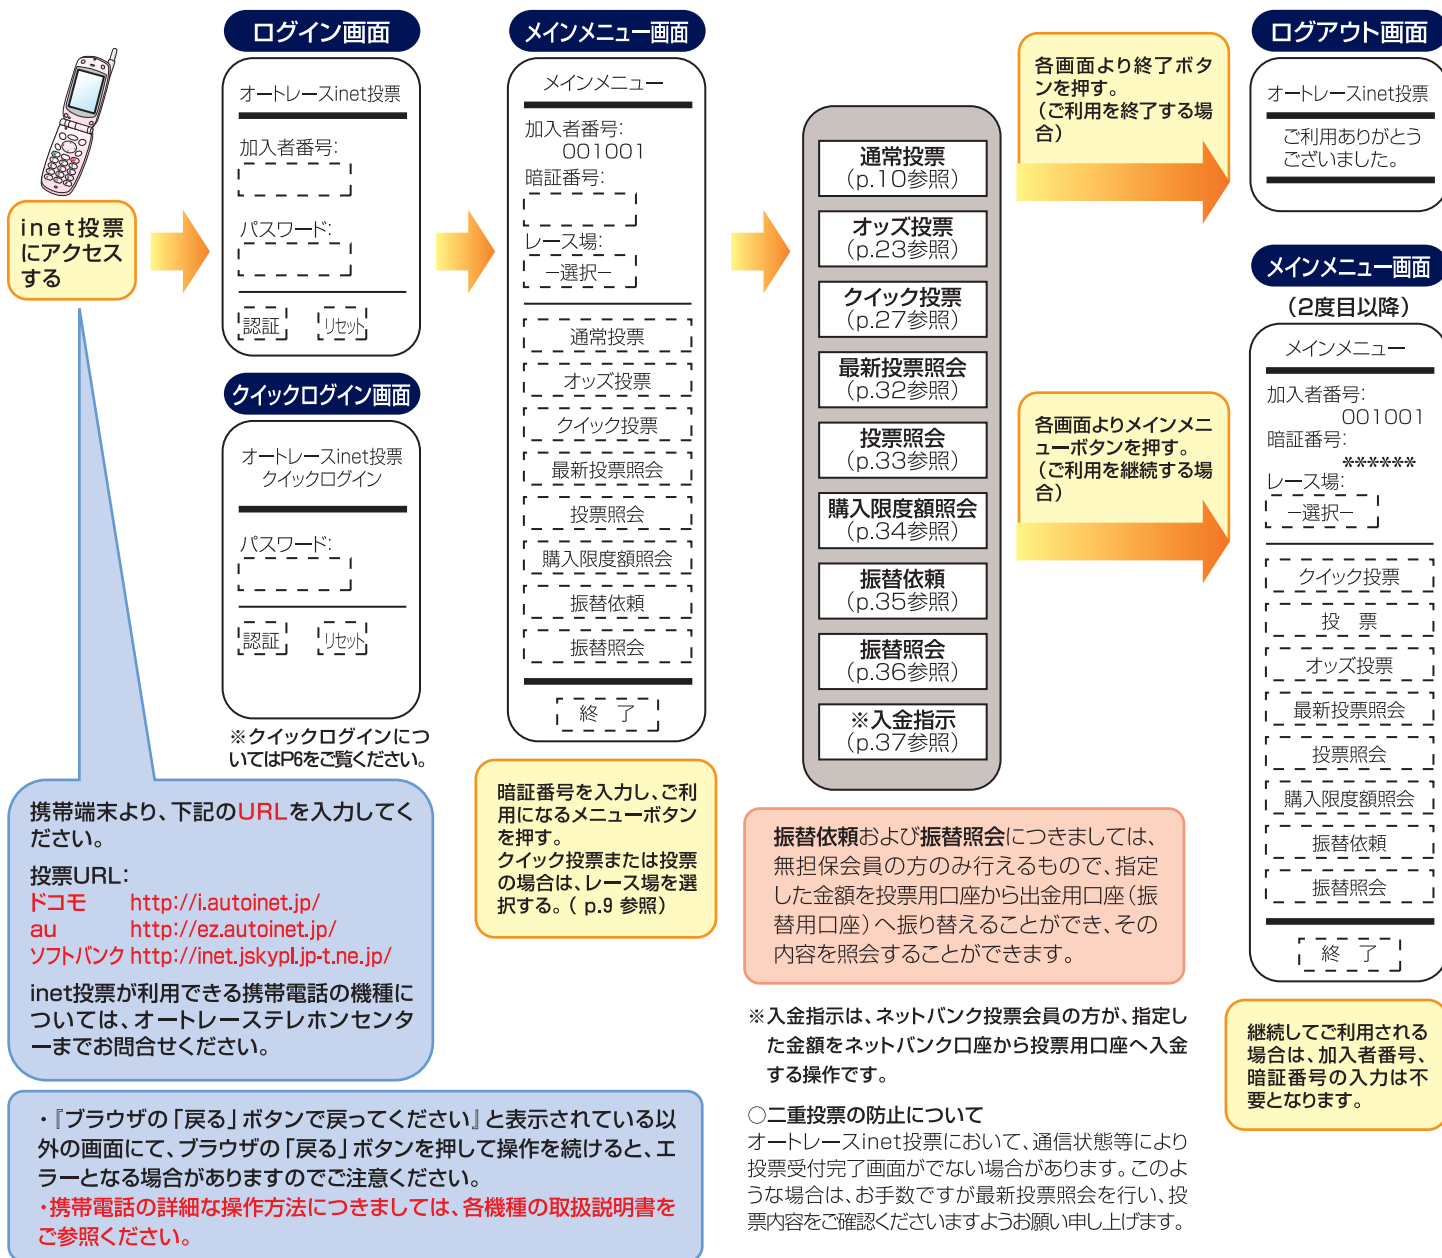 inet投票
にアクセス
する
ログイン画面
オートレースinet投票
加入者番号:
パスワード:
認証 リセット
クイックログイン画面
オートレースinet投票
クイックログイン
パスワード:
認証 リセット
※クイックログインにつ
いてはP6をご覧ください。
携帯端末より、下記のURLを入力してく
ださい。
投票URL:
ドコモ http://i.autoinet.jp/
au http://ez.autoinet.jp/
ソフトバンク http://inet.jskypl.jp-t.ne.jp/
inet投票が利用できる携帯電話の機種に
ついては、オートレーステレホンセンタ
ーまでお問合せください。
メインメニュー画面
メインメニュー
加入者番号:
001001
暗証番号:
レース場:
−選択−
通常投票
オッズ投票
クイック投票
最新投票照会
投票照会
購入限度額照会
振替依頼
振替照会
終 了
暗証番号を入力し、ご利
用になるメニューボタン
を押す。
クイック投票または投票
の場合は、レース場を選
択する。( p.9 参照)
通常投票
(p.10参照)
オッズ投票
(p.23参照)
クイック投票
(p.27参照)
最新投票照会
(p.32参照)
投票照会
(p.33参照)
購入限度額照会
(p.34参照)
振替依頼
(p.35参照)
振替照会
(p.36参照)
※入金指示
(p.37参照)
各画面より終了ボタ
ンを押す。
(ご利用を終了する場
合)
各画面よりメインメニ
ューボタンを押す。
(ご利用を継続する場
合)
ログアウト画面
オートレースinet投票
ご利用ありがとう
ございました。
メインメニュー画面
(2度目以降)
メインメニュー
加入者番号:
001001
暗証番号:
******
レース場:
−選択−
クイック投票
投 票
オッズ投票
最新投票照会
投票照会
購入限度額照会
振替依頼
振替照会
終 了
継続してご利用される
場合は、加入者番号、
暗証番号の入力は不
要となります。
振替依頼および振替照会につきましては、
無担保会員の方のみ行えるもので、指定
した金額を投票用口座から出金用口座(振
替用口座)へ振り替えることができ、その
内容を照会することができます。
※入金指示は、ネットバンク投票会員の方が、指定し
た金額をネットバンク口座から投票用口座へ入金
する操作です。
○二重投票の防止について
オートレースinet投票において、通信状態等により
投票受付完了画面がでない場合があります。このよ
うな場合は、お手数ですが最新投票照会を行い、投
票内容をご確認くださいますようお願い申し上げます。
・『ブラウザの「戻る」ボタンで戻ってください』と表示されている以
外の画面にて、ブラウザの「戻る」ボタンを押して操作を続けると、エ
ラーとなる場合がありますのでご注意ください。
・携帯電話の詳細な操作方法につきましては、各機種の取扱説明書を
ご参照ください。